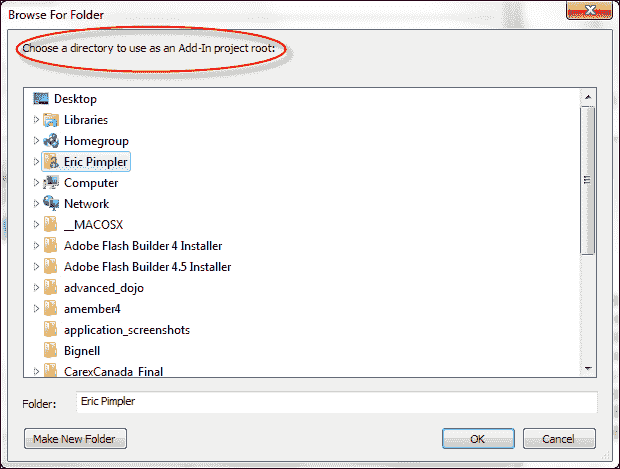 Browse For Folder
Choose a directory to use as an Add-In project root:
Desktop
Libraries
Homegroup
Eric Pimpler
Computer
Network
__MACOSX
Adobe Flash Builder 4 Installer
Adobe Flash Builder 4.5 Installer
advanced_dojo
amember4
application_screenshots
Bignell
CarexCanada_Final
Folder: Eric Pimpler
Make New Folder OK Cancel